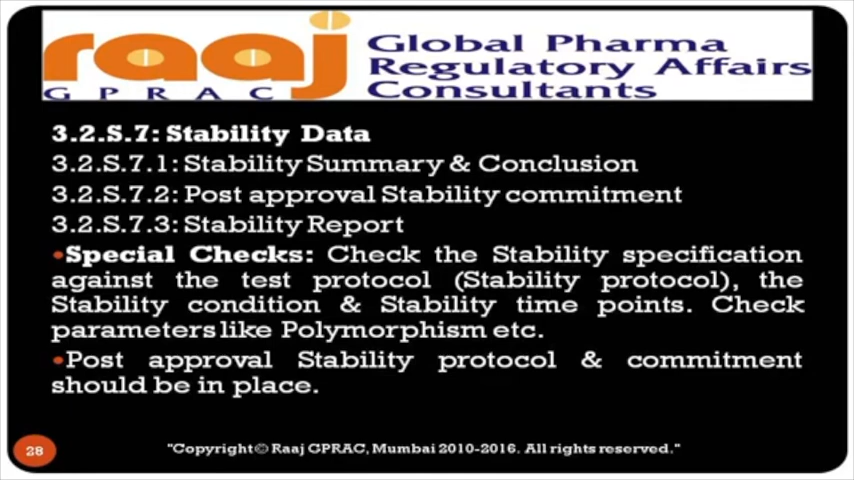 raaj
GPRAC
Global Pharma
Regulatory Affairs
Consultants
3.2.S.7: Stability Data
3.2.S.7.1: Stability Summary & Conclusion
3.2.S.7.2: Post approval Stability commitment
3.2.S.7.3: Stability Report
•Special Checks: Check the Stability specification
against the test protocol (Stability protocol), the
Stability condition & Stability time points. Check
parameters like Polymorphism etc.
•Post approval Stability protocol & commitment
should be in place.
28
"Copyright© Raaj GPRAC, Mumbai 2010-2016. All rights reserved."